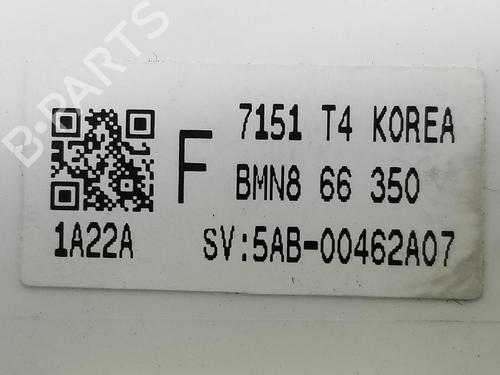 B-PARTS
7151 T4 KOREA
F
BMN8 66 350
1A22A
SV:5AB-00462A07